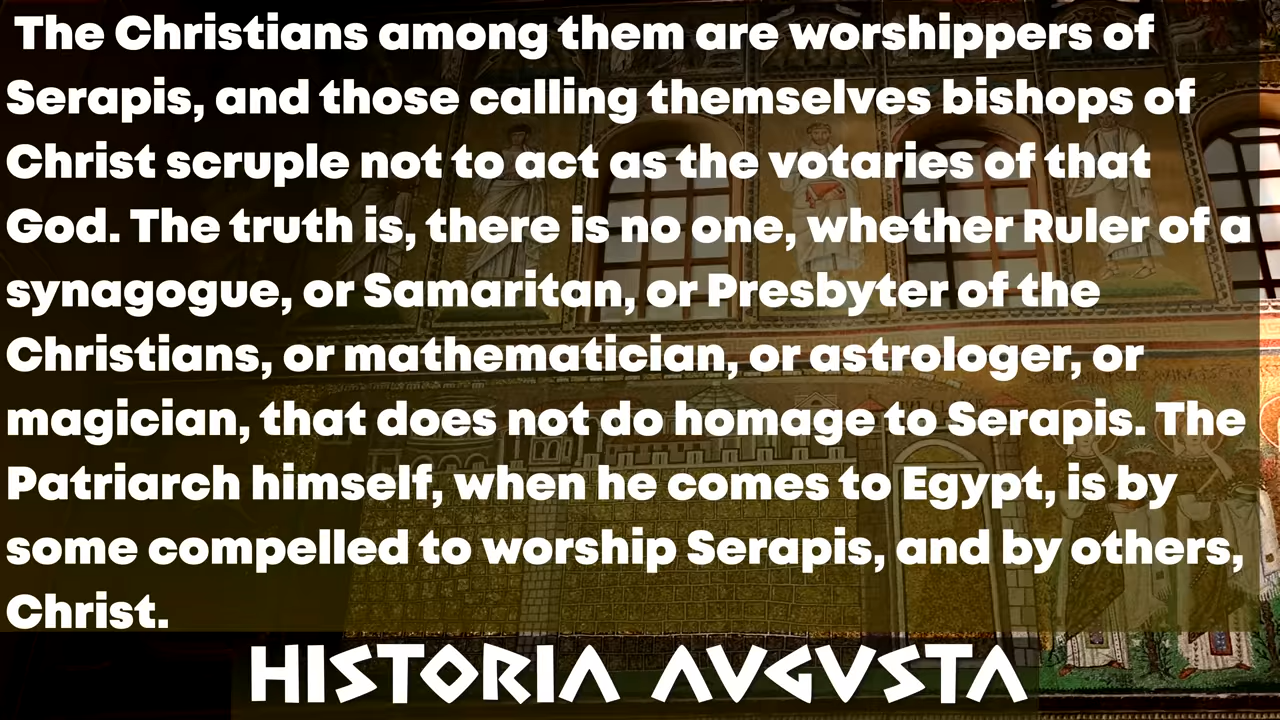 The Christians among them are worshippers of
Serapis, and those calling themselves bishops of
Christ scruple not to act as the votaries of that
God. The truth is, there is no one, whether Ruler of a
synagogue, or Samaritan, or Presbyter of the
Christians, or mathematician, or astrologer, or
magician, that does not do homage to Serapis. The
Patriarch himself, when he comes to Egypt, is by
some compelled to worship Serapis, and by others,
Christ.
HISTORIA AVGVSTA